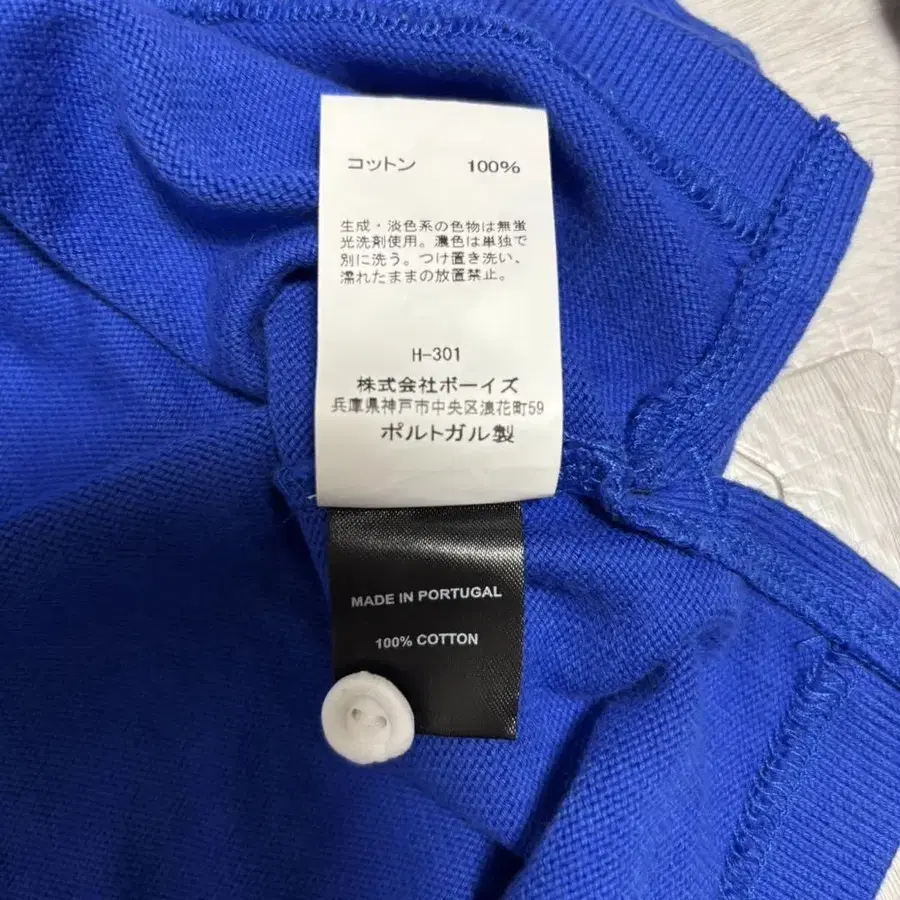 コットン 100%
生成・淡色系の色物は無蛍
光洗剤使用。濃色は単独で
別に洗う。つけ置き洗い、
濡れたままの放置禁止。
H-301
株式会社ボーイズ
兵庫県神戸市中央区浪花町59
ポルトガル製
MADE IN PORTUGAL
100% COTTON